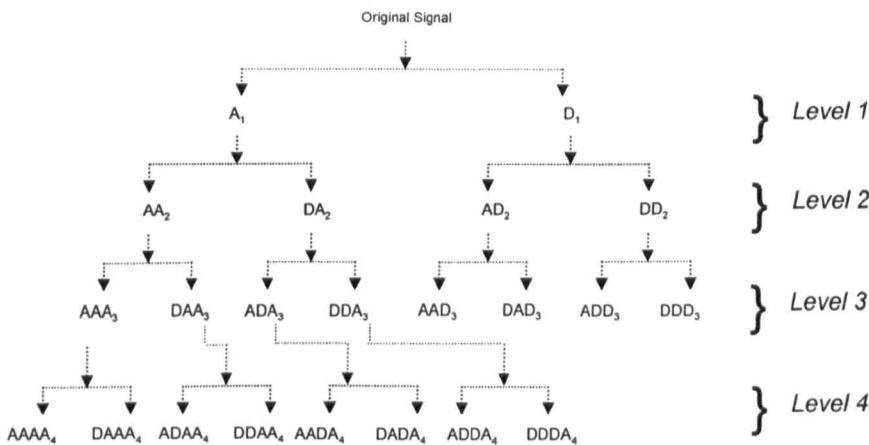 Original Signal
A₁ D₁ } Level 1
AA₂ DA₂ AD₂ DD₂ } Level 2
AAA₃ DAA₃ ADA₃ DDA₃ AAD₃ DAD₃ ADD₃ DDD₃ } Level 3
AAAA₄ DAAA₄ ADAA₄ DDAA₄ AADA₄ DADA₄ ADDA₄ DDDA₄ } Level 4